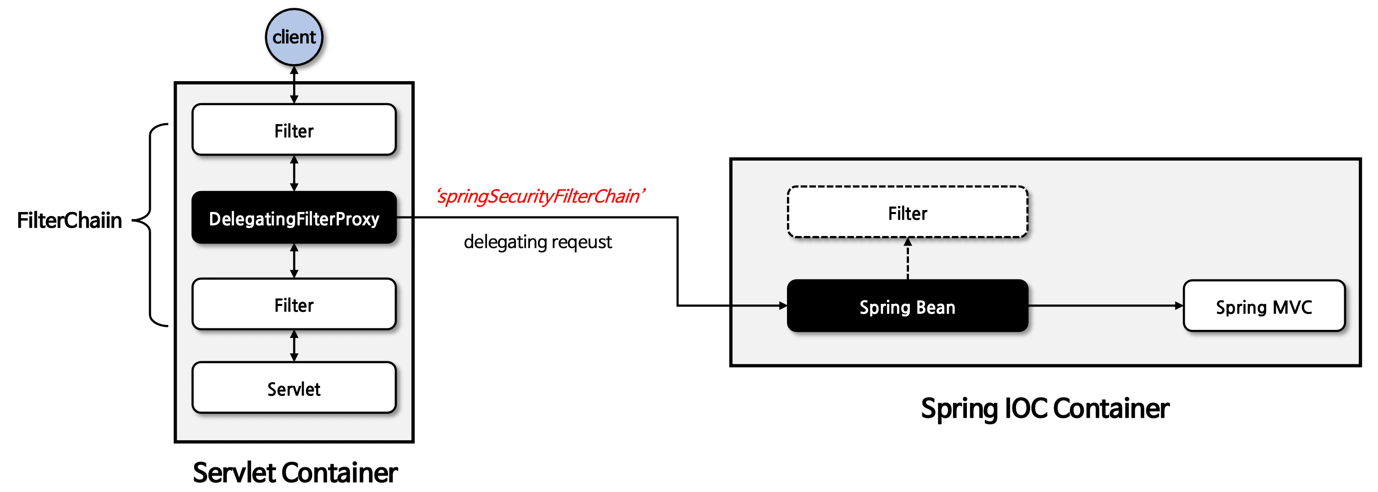 client
Filter
DelegatingFilterProxy
FilterChaiin
Filter
Servlet
Servlet Container
‘springSecurityFilterChain’
delegating reqeust
Filter
Spring Bean
Spring MVC
Spring IOC Container